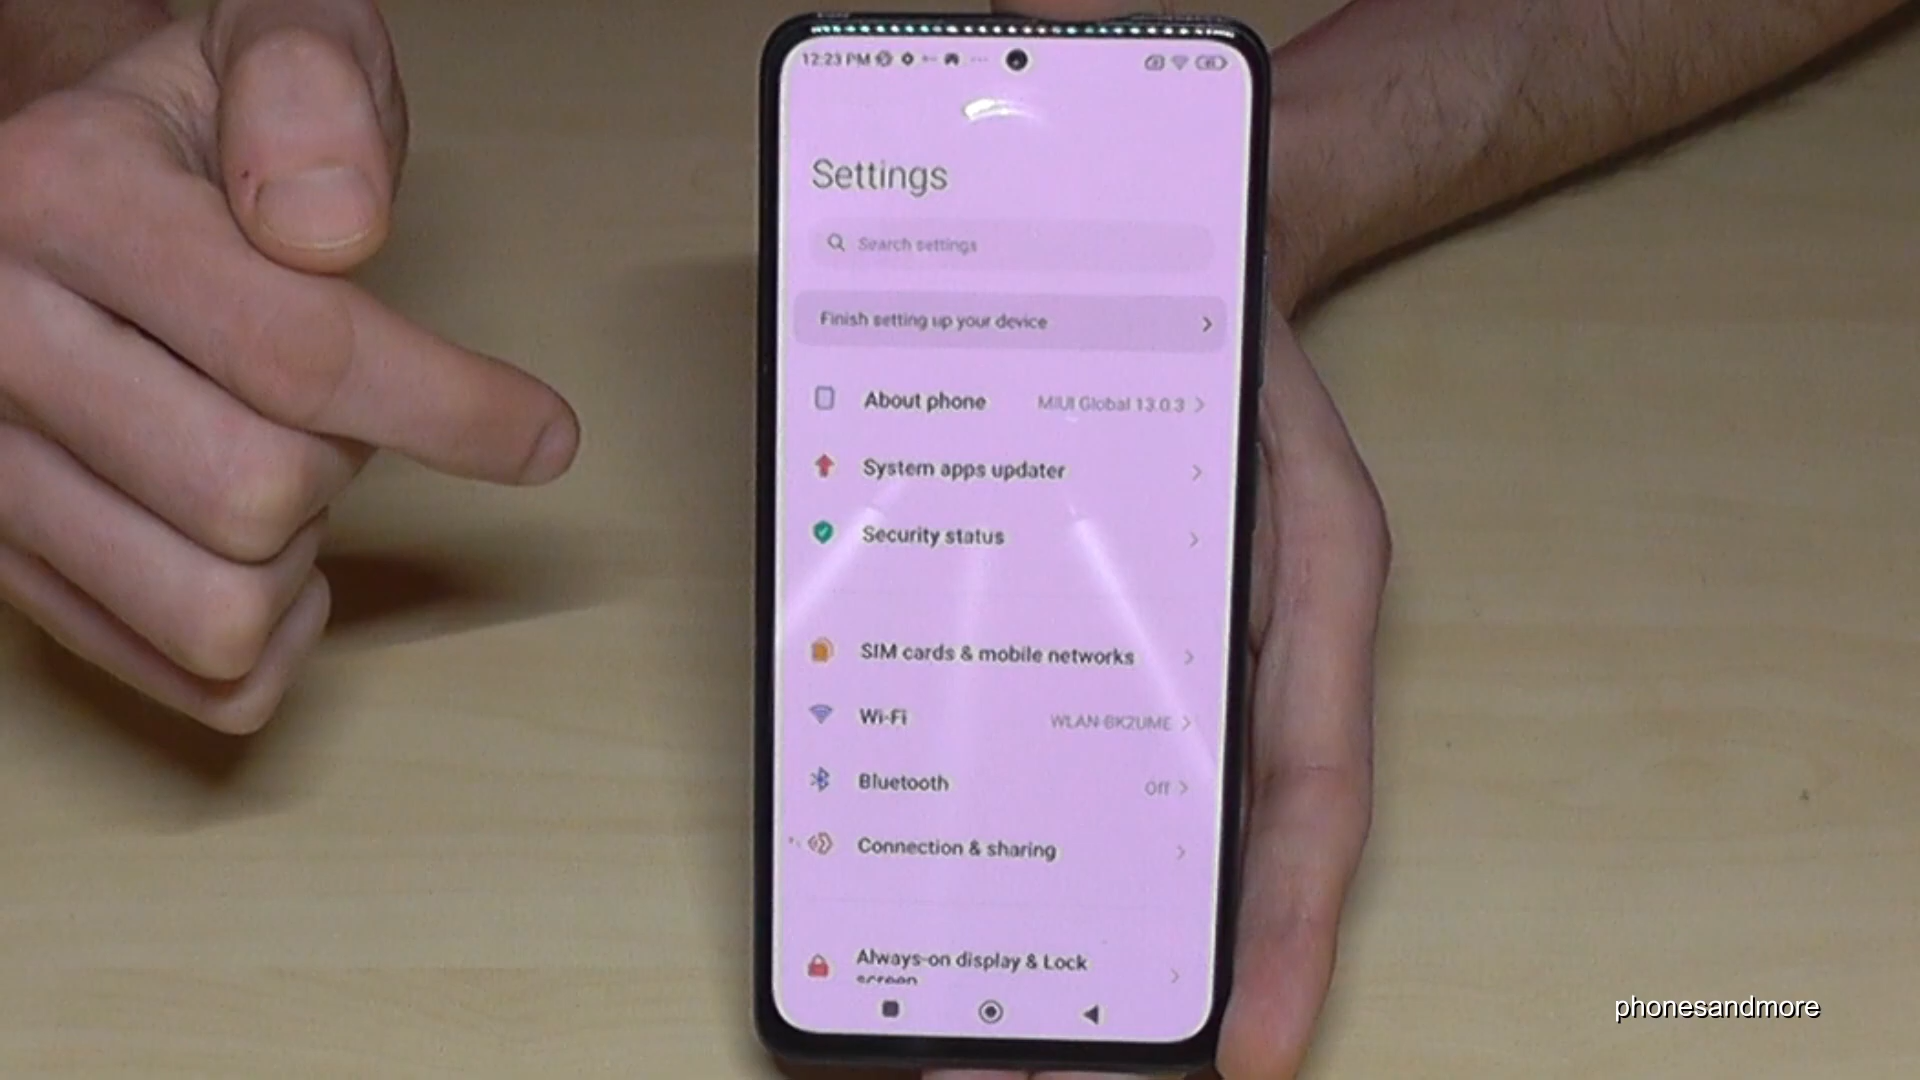 12:23 PM
Settings
Search settings
Finish setting up your device
About phone
MIUI Global 13.0.3
System apps updater
Security status
SIM cards & mobile networks
Wi-Fi
WLAN-BK2UME
Bluetooth
Off
Connection & sharing
Always-on display & Lock
screen
phonesandmore